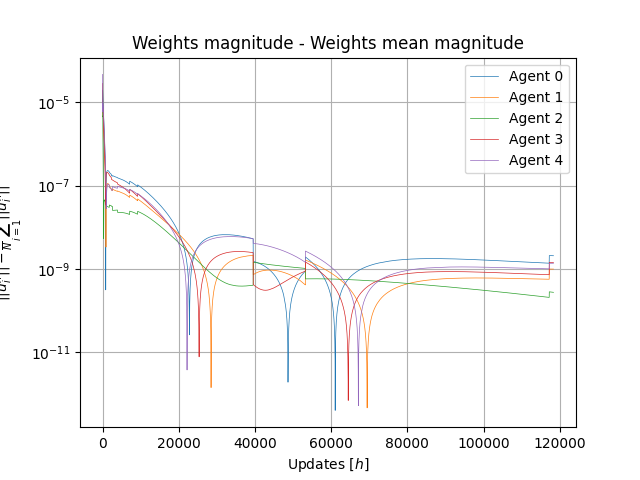 Weights magnitude - Weights mean magnitude
Agent 0
Agent 1
Agent 2
Agent 3
Agent 4
10⁻⁵
10⁻⁷
10⁻⁹
10⁻¹¹
0 20000 40000 60000 80000 100000 120000
Updates [h]